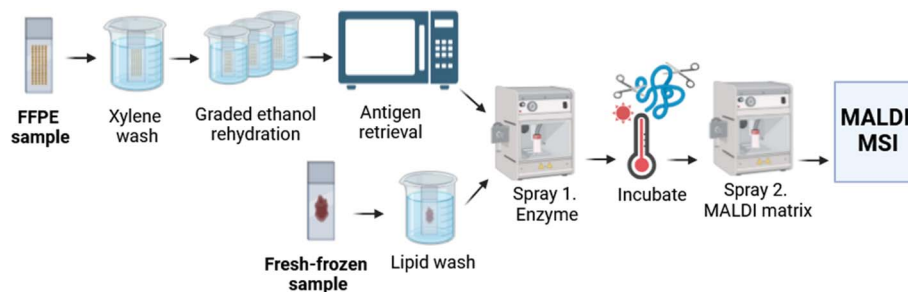 FFPE
sample
Xylene
wash
Graded ethanol
rehydration
Antigen
retrieval
Fresh-frozen
sample
Lipid wash
Spray 1.
Enzyme
Incubate
Spray 2.
MALDI matrix
MALDI
MSI